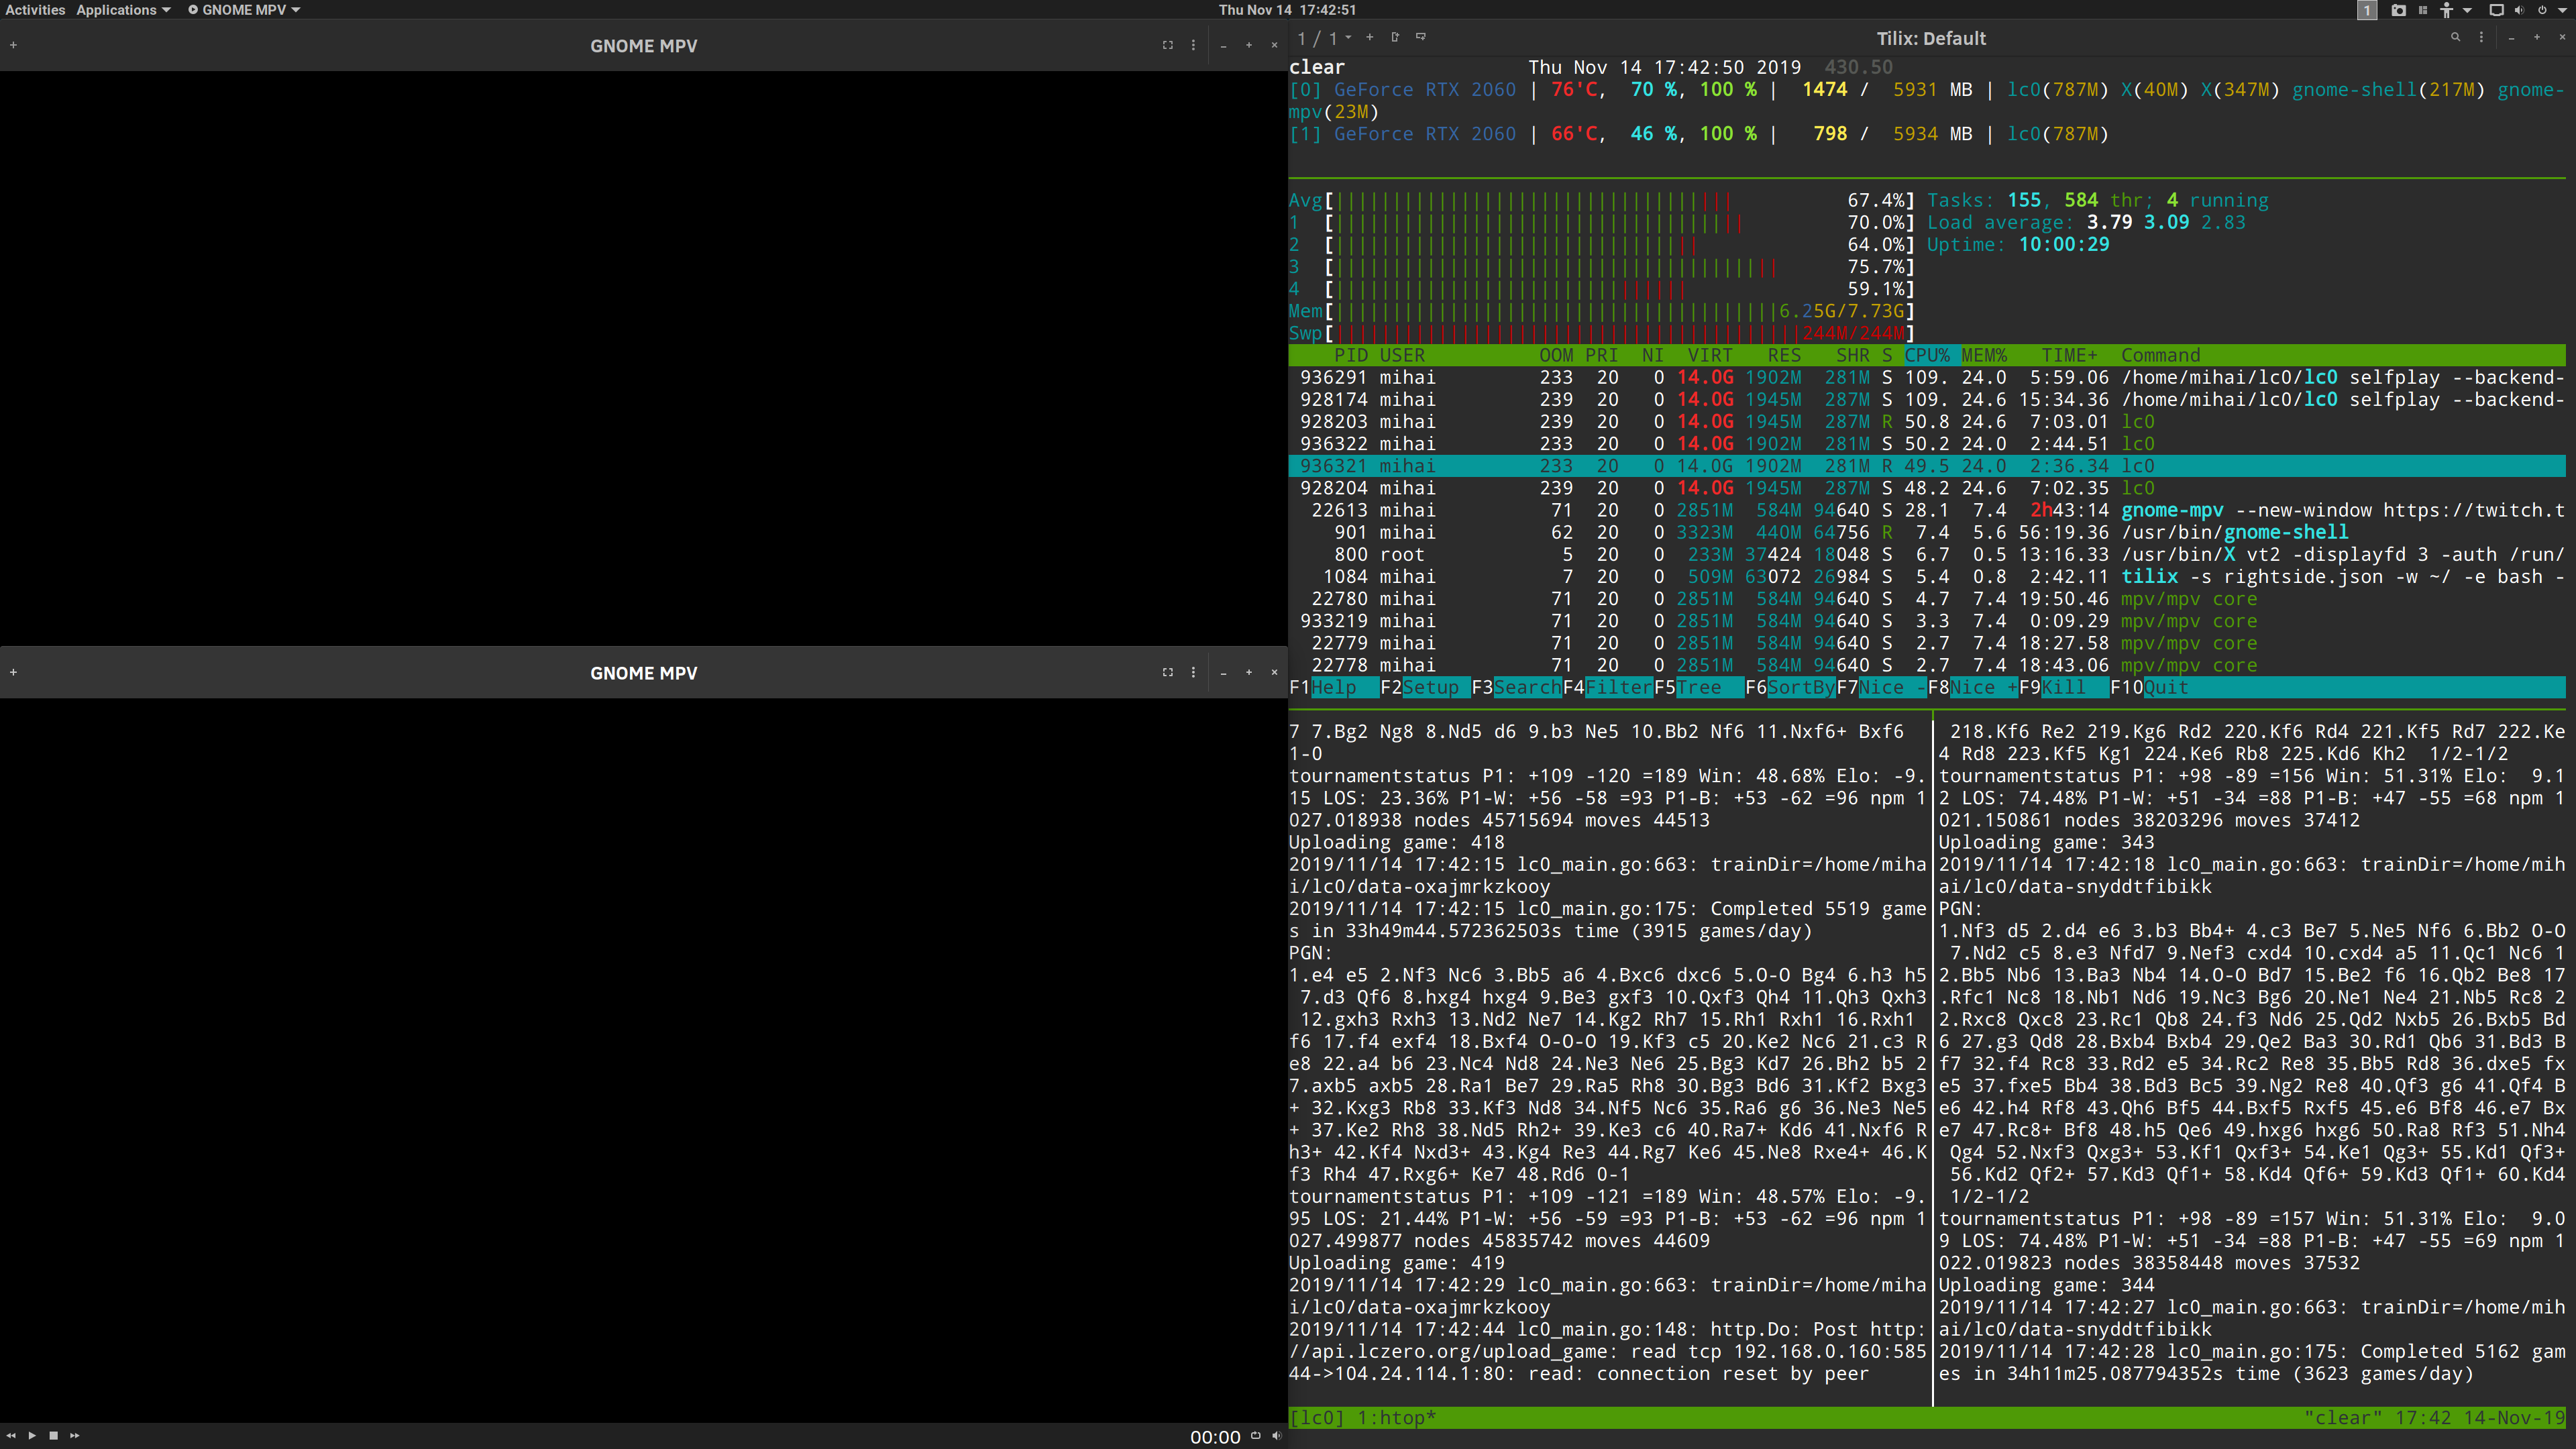 Activities Applications GNOME MPV Thu Nov 14 17:42:51 1
GNOME MPV
GNOME MPV
00:00
1 / 1 Tilix: Default
clear Thu Nov 14 17:42:50 2019 430.50
[0] GeForce RTX 2060 | 76'C, 70 %, 100 % | 1474 / 5931 MB | lc0(787M) X(40M) X(347M) gnome-shell(217M) gnome-
mpv(23M)
[1] GeForce RTX 2060 | 66'C, 46 %, 100 % | 798 / 5934 MB | lc0(787M)
Avg[ 67.4%] Tasks: 155, 584 thr; 4 running
1 [ 70.0%] Load average: 3.79 3.09 2.83
2 [ 64.0%] Uptime: 10:00:29
3 [ 75.7%]
4 [ 59.1%]
Mem[ 6.25G/7.73G]
Swp[ 244M/244M]
PID USER OOM PRI NI VIRT RES SHR S CPU% MEM% TIME+ Command
936291 mihai 233 20 0 14.0G 1902M 281M S 109. 24.0 5:59.06 /home/mihai/lc0/lc0 selfplay --backend-
928174 mihai 239 20 0 14.0G 1945M 287M S 109. 24.6 15:34.36 /home/mihai/lc0/lc0 selfplay --backend-
928203 mihai 239 20 0 14.0G 1945M 287M R 50.8 24.6 7:03.01 lc0
936322 mihai 233 20 0 14.0G 1902M 281M S 50.2 24.0 2:44.51 lc0
936321 mihai 233 20 0 14.0G 1902M 281M R 49.5 24.0 2:36.34 lc0
928204 mihai 239 20 0 14.0G 1945M 287M S 48.2 24.6 7:02.35 lc0
22613 mihai 71 20 0 2851M 584M 94640 S 28.1 7.4 2h43:14 gnome-mpv --new-window https://twitch.t
901 mihai 62 20 0 3323M 440M 64756 R 7.4 5.6 56:19.36 /usr/bin/gnome-shell
800 root 5 20 0 233M 37424 18048 S 6.7 0.5 13:16.33 /usr/bin/X vt2 -displayfd 3 -auth /run/
1084 mihai 7 20 0 509M 63072 26984 S 5.4 0.8 2:42.11 tilix -s rightside.json -w ~/ -e bash -
22780 mihai 71 20 0 2851M 584M 94640 S 4.7 7.4 19:50.46 mpv/mpv core
933219 mihai 71 20 0 2851M 584M 94640 S 3.3 7.4 0:09.29 mpv/mpv core
22779 mihai 71 20 0 2851M 584M 94640 S 2.7 7.4 18:27.58 mpv/mpv core
22778 mihai 71 20 0 2851M 584M 94640 S 2.7 7.4 18:43.06 mpv/mpv core
F1Help F2Setup F3SearchF4FilterF5Tree F6SortByF7Nice -F8Nice +F9Kill F10Quit
7 7.Bg2 Ng8 8.Nd5 d6 9.b3 Ne5 10.Bb2 Nf6 11.Nxf6+ Bxf6
1-0
tournamentstatus P1: +109 -120 =189 Win: 48.68% Elo: -9.
15 LOS: 23.36% P1-W: +56 -58 =93 P1-B: +53 -62 =96 npm 1
027.018938 nodes 45715694 moves 44513
Uploading game: 418
2019/11/14 17:42:15 lc0_main.go:663: trainDir=/home/miha
i/lc0/data-oxajmrkzkooy
2019/11/14 17:42:15 lc0_main.go:175: Completed 5519 game
s in 33h49m44.572362503s time (3915 games/day)
PGN:
1.e4 e5 2.Nf3 Nc6 3.Bb5 a6 4.Bxc6 dxc6 5.O-O Bg4 6.h3 h5
7.d3 Qf6 8.hxg4 hxg4 9.Be3 gxf3 10.Qxf3 Qh4 11.Qh3 Qxh3
12.gxh3 Rxh3 13.Nd2 Ne7 14.Kg2 Rh7 15.Rh1 Rxh1 16.Rxh1
f6 17.f4 exf4 18.Bxf4 O-O-O 19.Kf3 c5 20.Ke2 Nc6 21.c3 R
e8 22.a4 b6 23.Nc4 Nd8 24.Ne3 Ne6 25.Bg3 Kd7 26.Bh2 b5 2
7.axb5 axb5 28.Ra1 Be7 29.Ra5 Rh8 30.Bg3 Bd6 31.Kf2 Bxg3
+ 32.Kxg3 Rb8 33.Kf3 Nd8 34.Nf5 Nc6 35.Ra6 g6 36.Ne3 Ne5
+ 37.Ke2 Rh8 38.Nd5 Rh2+ 39.Ke3 c6 40.Ra7+ Kd6 41.Nxf6 R
h3+ 42.Kf4 Nxd3+ 43.Kg4 Re3 44.Rg7 Ke6 45.Ne8 Rxe4+ 46.K
f3 Rh4 47.Rxg6+ Ke7 48.Rd6 0-1
tournamentstatus P1: +109 -121 =189 Win: 48.57% Elo: -9.
95 LOS: 21.44% P1-W: +56 -59 =93 P1-B: +53 -62 =96 npm 1
027.499877 nodes 45835742 moves 44609
Uploading game: 419
2019/11/14 17:42:29 lc0_main.go:663: trainDir=/home/miha
i/lc0/data-oxajmrkzkooy
2019/11/14 17:42:44 lc0_main.go:148: http.Do: Post http:
//api.lczero.org/upload_game: read tcp 192.168.0.160:585
44->104.24.114.1:80: read: connection reset by peer
218.Kf6 Re2 219.Kg6 Rd2 220.Kf6 Rd4 221.Kf5 Rd7 222.Ke
4 Rd8 223.Kf5 Kg1 224.Ke6 Rb8 225.Kd6 Kh2 1/2-1/2
tournamentstatus P1: +98 -89 =156 Win: 51.31% Elo: 9.1
2 LOS: 74.48% P1-W: +51 -34 =88 P1-B: +47 -55 =68 npm 1
021.150861 nodes 38203296 moves 37412
Uploading game: 343
2019/11/14 17:42:18 lc0_main.go:663: trainDir=/home/mih
ai/lc0/data-snyddtfibikk
PGN:
1.Nf3 d5 2.d4 e6 3.b3 Bb4+ 4.c3 Be7 5.Ne5 Nf6 6.Bb2 O-O
7.Nd2 c5 8.e3 Nfd7 9.Nef3 cxd4 10.cxd4 a5 11.Qc1 Nc6 1
2.Bb5 Nb6 13.Ba3 Nb4 14.O-O Bd7 15.Be2 f6 16.Qb2 Be8 17
.Rfc1 Nc8 18.Nb1 Nd6 19.Nc3 Bg6 20.Ne1 Ne4 21.Nb5 Rc8 2
2.Rxc8 Qxc8 23.Rc1 Qb8 24.f3 Nd6 25.Qd2 Nxb5 26.Bxb5 Bd
6 27.g3 Qd8 28.Bxb4 Bxb4 29.Qe2 Ba3 30.Rd1 Qb6 31.Bd3 B
f7 32.f4 Rc8 33.Rd2 e5 34.Rc2 Re8 35.Bb5 Rd8 36.dxe5 fx
e5 37.fxe5 Bb4 38.Bd3 Bc5 39.Ng2 Re8 40.Qf3 g6 41.Qf4 B
e6 42.h4 Rf8 43.Qh6 Bf5 44.Bxf5 Rxf5 45.e6 Bf8 46.e7 Bx
e7 47.Rc8+ Bf8 48.h5 Qe6 49.hxg6 hxg6 50.Ra8 Rf3 51.Nh4
Qg4 52.Nxf3 Qxg3+ 53.Kf1 Qxf3+ 54.Ke1 Qg3+ 55.Kd1 Qf3+
56.Kd2 Qf2+ 57.Kd3 Qf1+ 58.Kd4 Qf6+ 59.Kd3 Qf1+ 60.Kd4
1/2-1/2
tournamentstatus P1: +98 -89 =157 Win: 51.31% Elo: 9.0
9 LOS: 74.48% P1-W: +51 -34 =88 P1-B: +47 -55 =69 npm 1
022.019823 nodes 38358448 moves 37532
Uploading game: 344
2019/11/14 17:42:27 lc0_main.go:663: trainDir=/home/mih
ai/lc0/data-snyddtfibikk
2019/11/14 17:42:28 lc0_main.go:175: Completed 5162 gam
es in 34h11m25.087794352s time (3623 games/day)
[lc0] 1:htop* "clear" 17:42 14-Nov-19